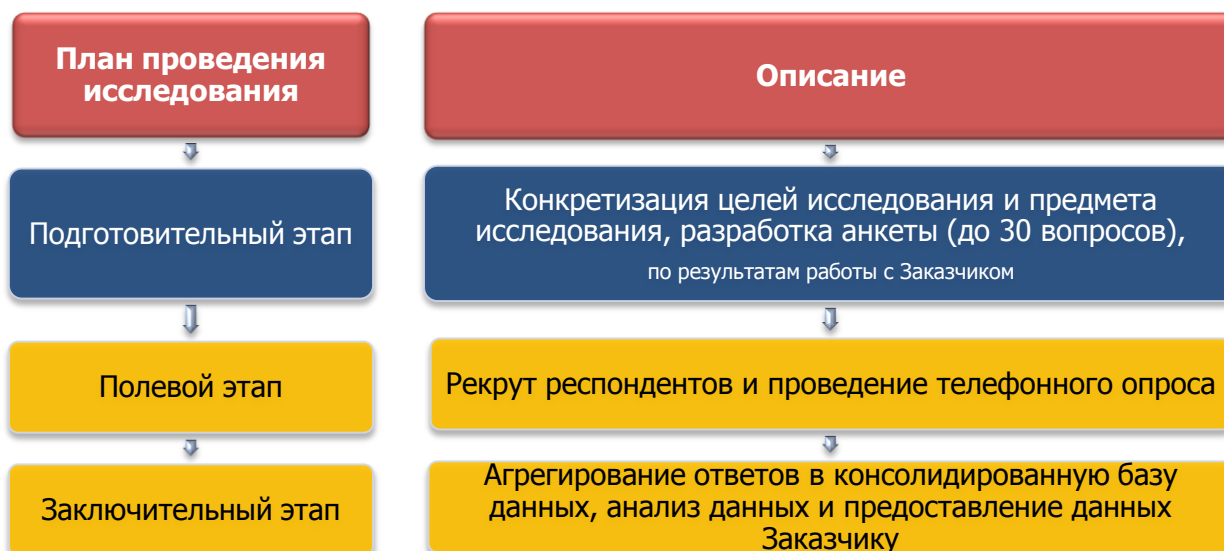 План проведения
исследования
Описание
Подготовительный этап
Конкретизация целей исследования и предмета
исследования, разработка анкеты (до 30 вопросов),
по результатам работы с Заказчиком
Полевой этап
Рекрут респондентов и проведение телефонного опроса
Заключительный этап
Агрегирование ответов в консолидированную базу
данных, анализ данных и предоставление данных
Заказчику